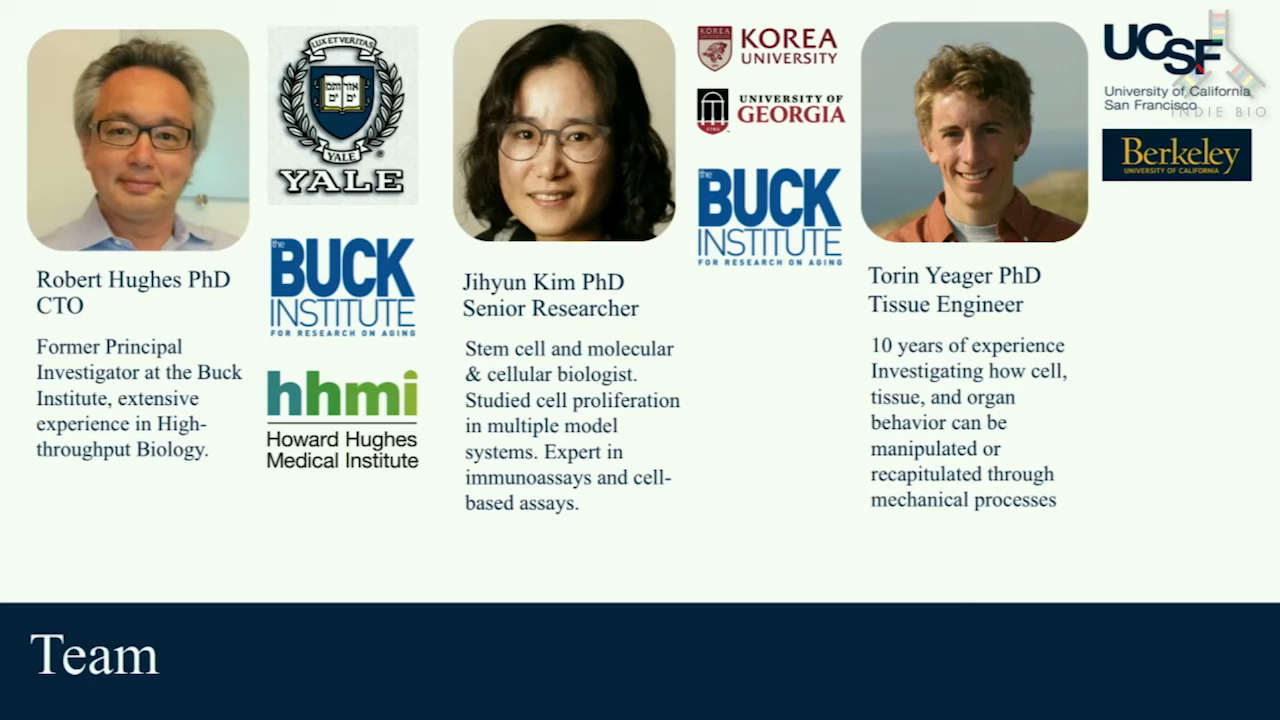 LUX ET VERITAS
אורים
ותמים
YALE
YALE
the
BUCK
INSTITUTE
FOR RESEARCH ON AGING
hhmi
Howard Hughes
Medical Institute
Robert Hughes PhD
CTO
Former Principal
Investigator at the Buck
Institute, extensive
experience in High-
throughput Biology.
KOREA
UNIVERSITY
UNIVERSITY OF
GEORGIA
the
BUCK
INSTITUTE
FOR RESEARCH ON AGING
Jihyun Kim PhD
Senior Researcher
Stem cell and molecular
& cellular biologist.
Studied cell proliferation
in multiple model
systems. Expert in
immunoassays and cell-
based assays.
UCSF
University of California
San Francisco
INDIE BIO
Berkeley
UNIVERSITY OF CALIFORNIA
Torin Yeager PhD
Tissue Engineer
10 years of experience
Investigating how cell,
tissue, and organ
behavior can be
manipulated or
recapitulated through
mechanical processes
Team